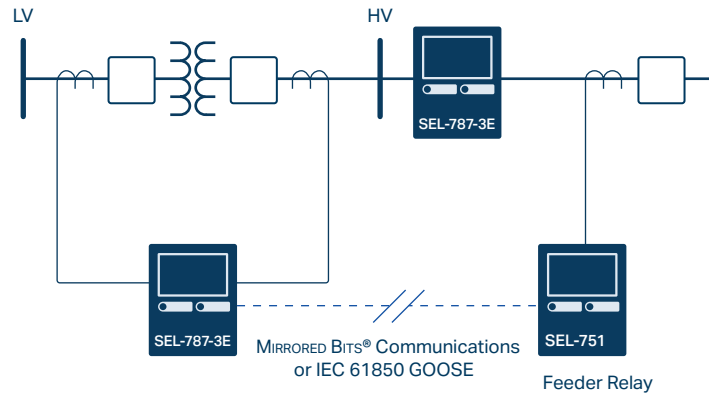 LV
HV
SEL-787-3E
SEL-787-3E
SEL-751
MIRRORED BITS® Communications
or IEC 61850 GOOSE
Feeder Relay